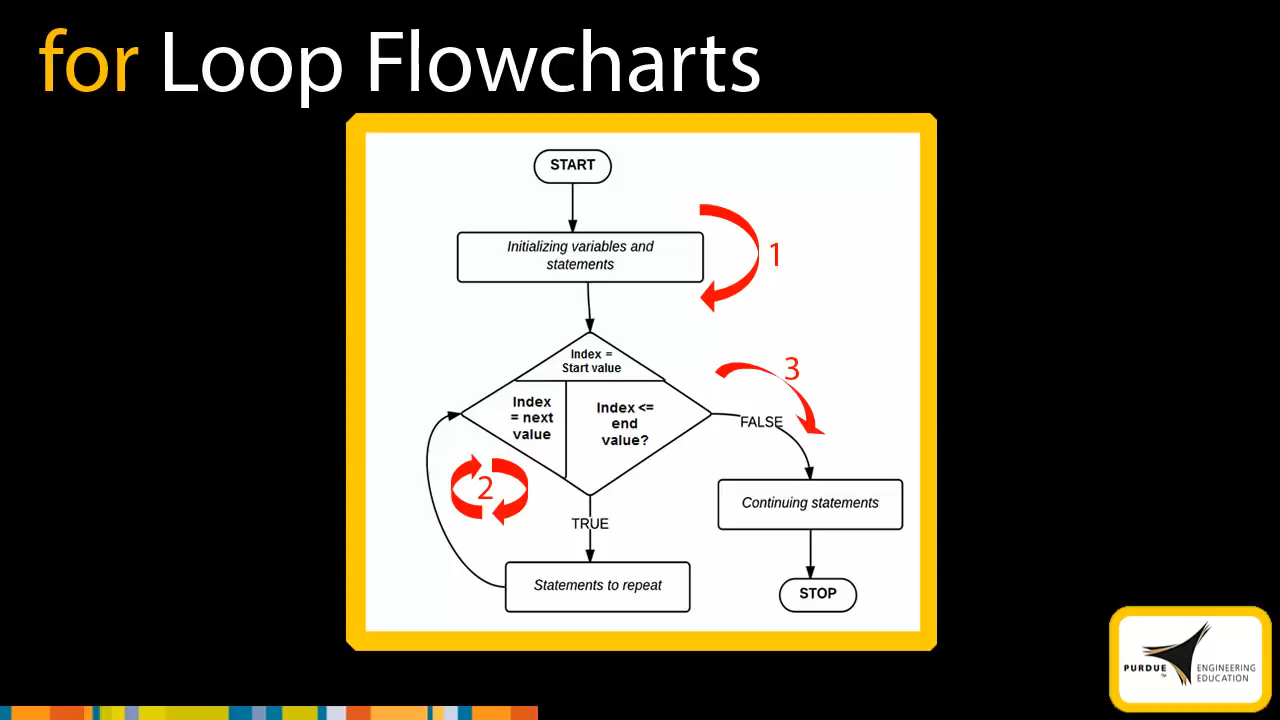 for Loop Flowcharts
START
Initializing variables and
statements
1
Index =
Start value
Index
= next
value
Index <=
end
value?
3
FALSE
2
TRUE
Continuing statements
Statements to repeat
STOP
PURDUE
TM
ENGINEERING
EDUCATION